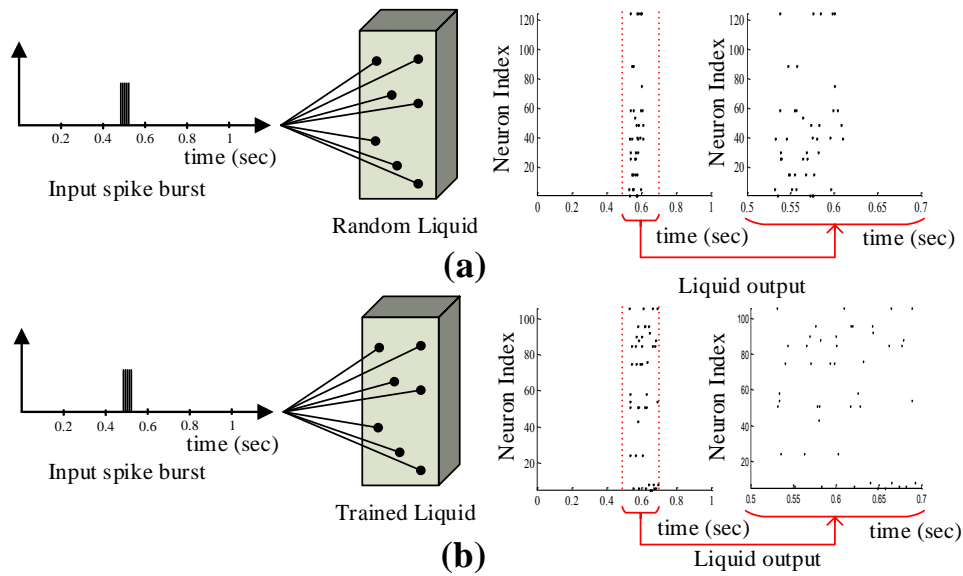 0.2 0.4 0.6 0.8 1
time (sec)
Input spike burst
Random Liquid
Neuron Index
120
100
80
60
40
20
0 0.2 0.4 0.6 0.8 1
time (sec)
Neuron Index
120
100
80
60
40
20
0.5 0.55 0.6 0.65 0.7
time (sec)
Liquid output
(a)
0.2 0.4 0.6 0.8 1
time (sec)
Input spike burst
Trained Liquid
Neuron Index
100
80
60
40
20
0 0.2 0.4 0.6 0.8 1
time (sec)
Neuron Index
100
80
60
40
20
0.5 0.55 0.6 0.65 0.7
time (sec)
Liquid output
(b)